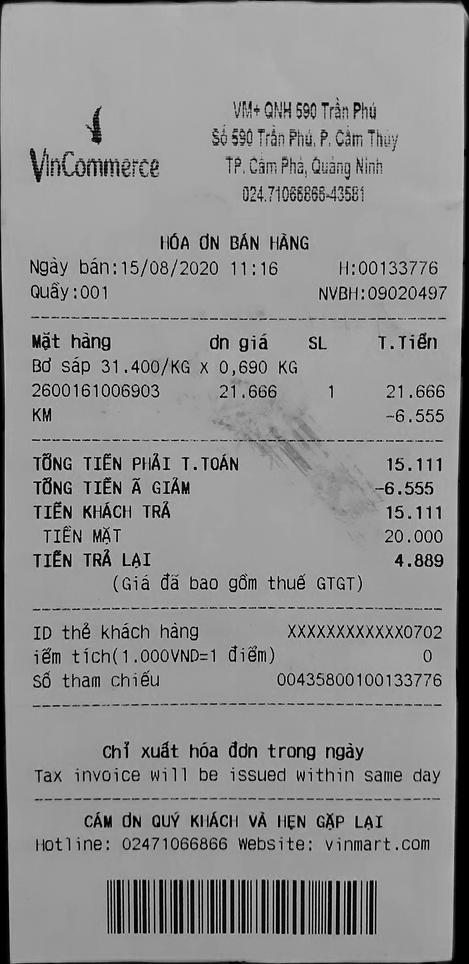 VinCommerce
VM+ QNH 590 Trần Phú
Số 590 Trần Phú, P. Cẩm Thủy
TP. Cẩm Phả, Quảng Ninh
024.71066866-43581
HÓA ĐN BÁN HÀNG
Ngày bán:15/08/2020 11:16 H:00133776
Quầy:001 NVBH:09020497
Mặt hàng đn giá SL T.Tiền
Bơ sáp 31.400/KG X 0,690 KG
2600161006903 21.666 1 21.666
KM -6.555
TỔNG TIỀN PHẢI T.TOÁN 15.111
TỔNG TIỀN Ã GIẢM -6.555
TIỀN KHÁCH TRẢ 15.111
TIỀN MẶT 20.000
TIỀN TRẢ LẠI 4.889
(Giá đã bao gồm thuế GTGT)
ID thẻ khách hàng XXXXXXXXXXXX0702
iểm tích(1.000VND=1 điểm) 0
Số tham chiếu 00435800100133776
Chỉ xuất hóa đơn trong ngày
Tax invoice will be issued within same day
CÁM ƠN QUÝ KHÁCH VÀ HẸN GẶP LẠI
Hotline: 02471066866 Website: vinmart.com